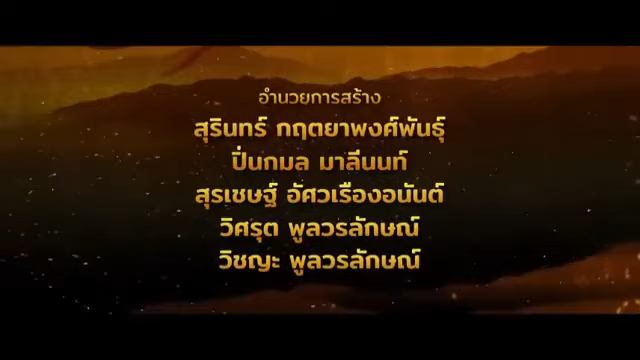 อำนวยการสร้าง
สุรินทร์ กฤตยาพงศ์พันธุ์
ปิ่นกมล มาลีนนท์
สุรเชษฐ์ อัศวเรืองอนันต์
วิศรุต พูลวรลักษณ์
วิชญะ พูลวรลักษณ์